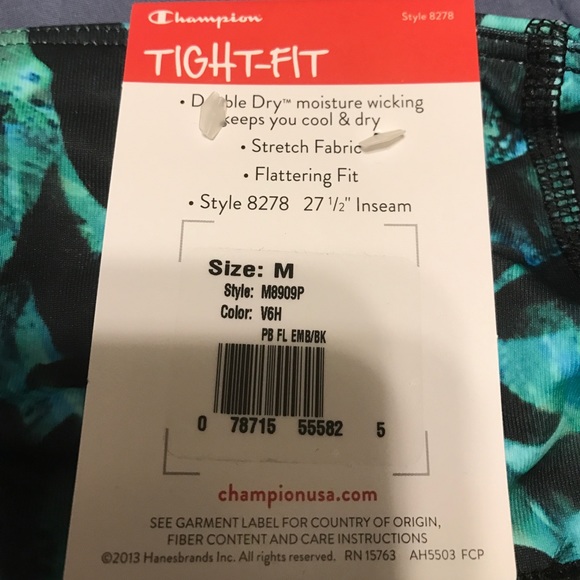 Champion
Style 8278
TIGHT-FIT
• Dry™ moisture wicking
keeps you cool & dry
• Stretch Fabric
• Flattering Fit
• Style 8278 27 1/2" Inseam
Size: M
Style: M8909P
Color: V6H
PB FL EMB/BK
0 78715 55582 5
championusa.com
SEE GARMENT LABEL FOR COUNTRY OF ORIGIN,
FIBER CONTENT AND CARE INSTRUCTIONS
©2013 Hanesbrands Inc. All rights reserved. RN 15763 AH5503 FCP